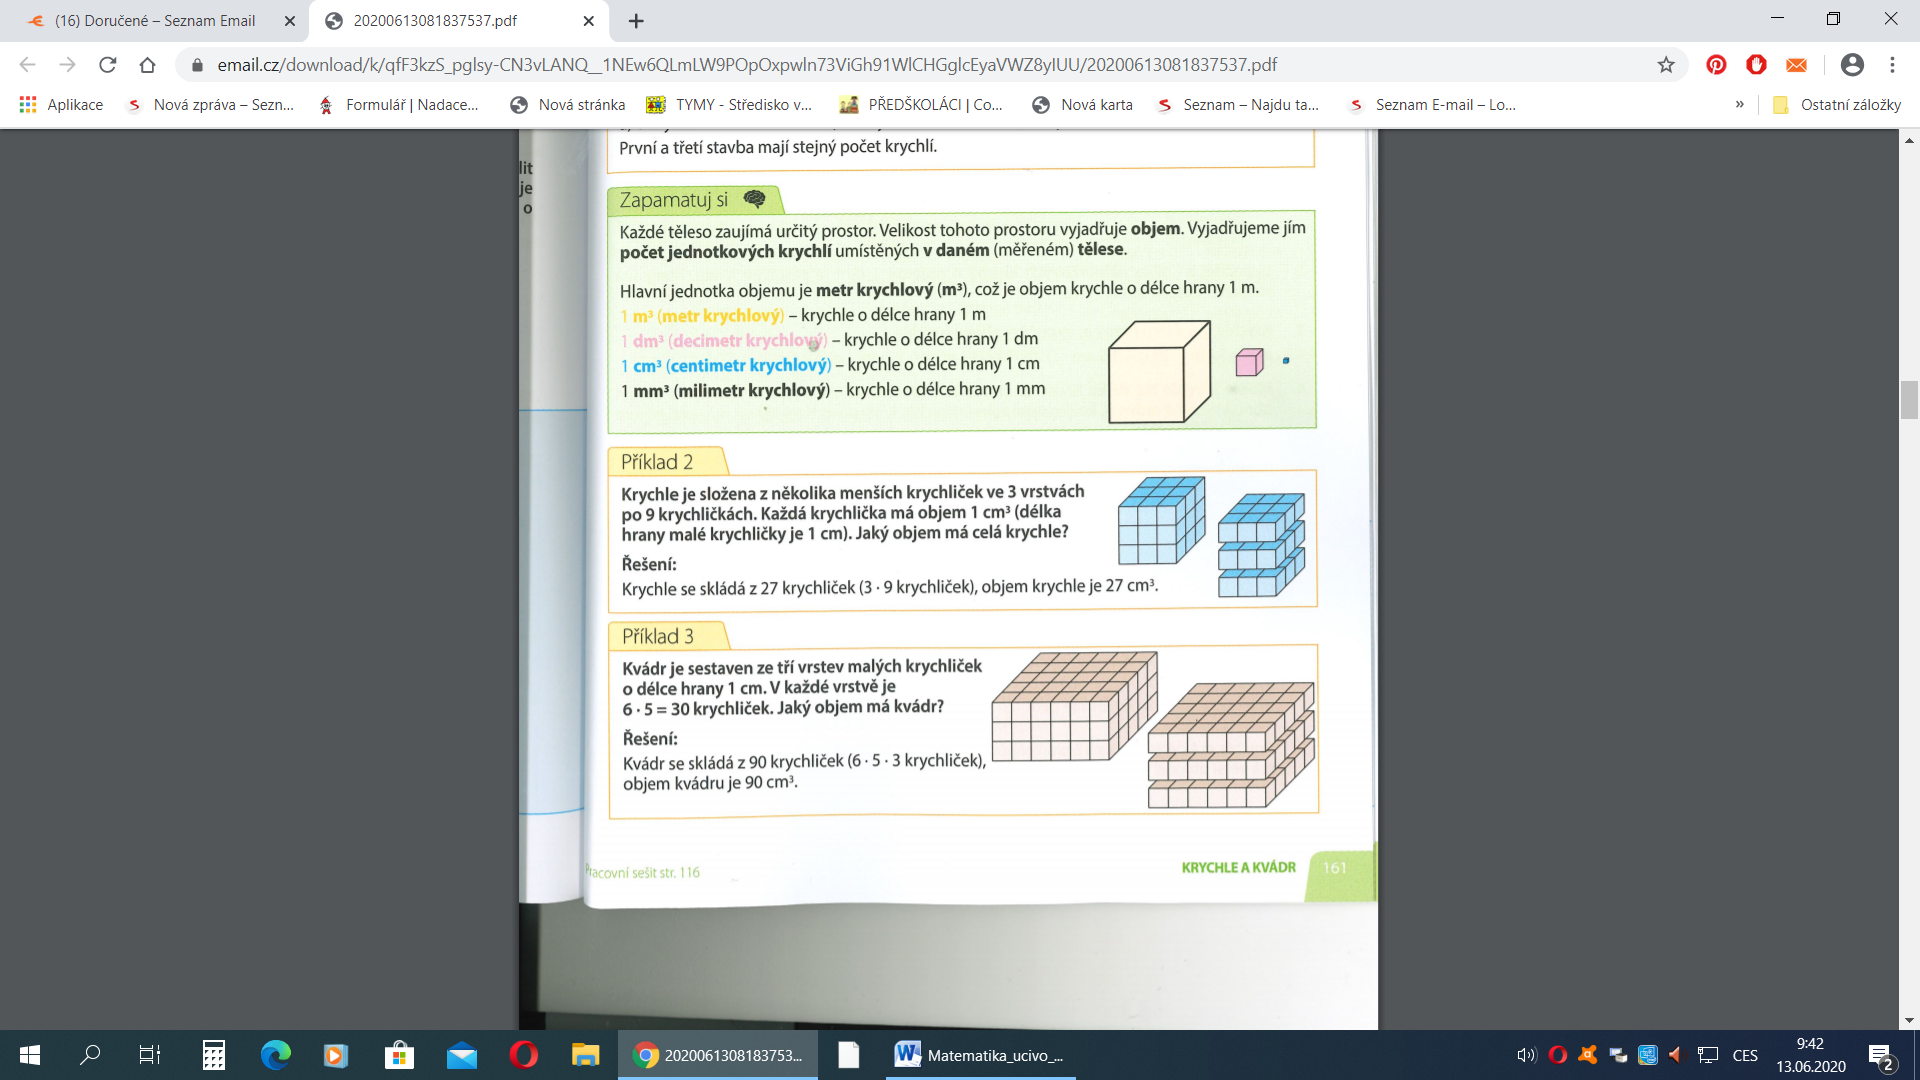 (16) Doručené – Seznam Email
20200613081837537.pdf
email.cz/download/k/qfF3kzS_pglsy-CN3vLANQ__1NEw6QLmLW9POpOxpwln73ViGh91WlCHGglcEyaVWZ8yIUU/20200613081837537.pdf
Aplikace
Nová zpráva – Sezn...
Formulář | Nadace...
Nová stránka
TYMY - Středisko v...
PŘEDŠKOLÁCI | Co...
Nová karta
Seznam – Najdu ta...
Seznam E-mail – Lo...
»
Ostatní záložky
lit
je
o
První a třetí stavba mají stejný počet krychlí.
Zapamatuj si
Každé těleso zaujímá určitý prostor. Velikost tohoto prostoru vyjadřuje objem. Vyjadřujeme jím
počet jednotkových krychlí umístěných v daném (měřeném) tělese.
Hlavní jednotka objemu je metr krychlový (m³), což je objem krychle o délce hrany 1 m.
1 m³ (metr krychlový) – krychle o délce hrany 1 m
1 dm³ (decimetr krychlový) – krychle o délce hrany 1 dm
1 cm³ (centimetr krychlový) – krychle o délce hrany 1 cm
1 mm³ (milimetr krychlový) – krychle o délce hrany 1 mm
Příklad 2
Krychle je složena z několika menších krychliček ve 3 vrstvách
po 9 krychličkách. Každá krychlička má objem 1 cm³ (délka
hrany malé krychličky je 1 cm). Jaký objem má celá krychle?
Řešení:
Krychle se skládá z 27 krychliček (3 · 9 krychliček), objem krychle je 27 cm³.
Příklad 3
Kvádr je sestaven ze tří vrstev malých krychliček
o délce hrany 1 cm. V každé vrstvě je
6 · 5 = 30 krychliček. Jaký objem má kvádr?
Řešení:
Kvádr se skládá z 90 krychliček (6 · 5 · 3 krychliček),
objem kvádru je 90 cm³.
Pracovní sešit str. 116
KRYCHLE A KVÁDR
161
2020061308183753...
Matematika_ucivo_...
CES
9:42
13.06.2020
2